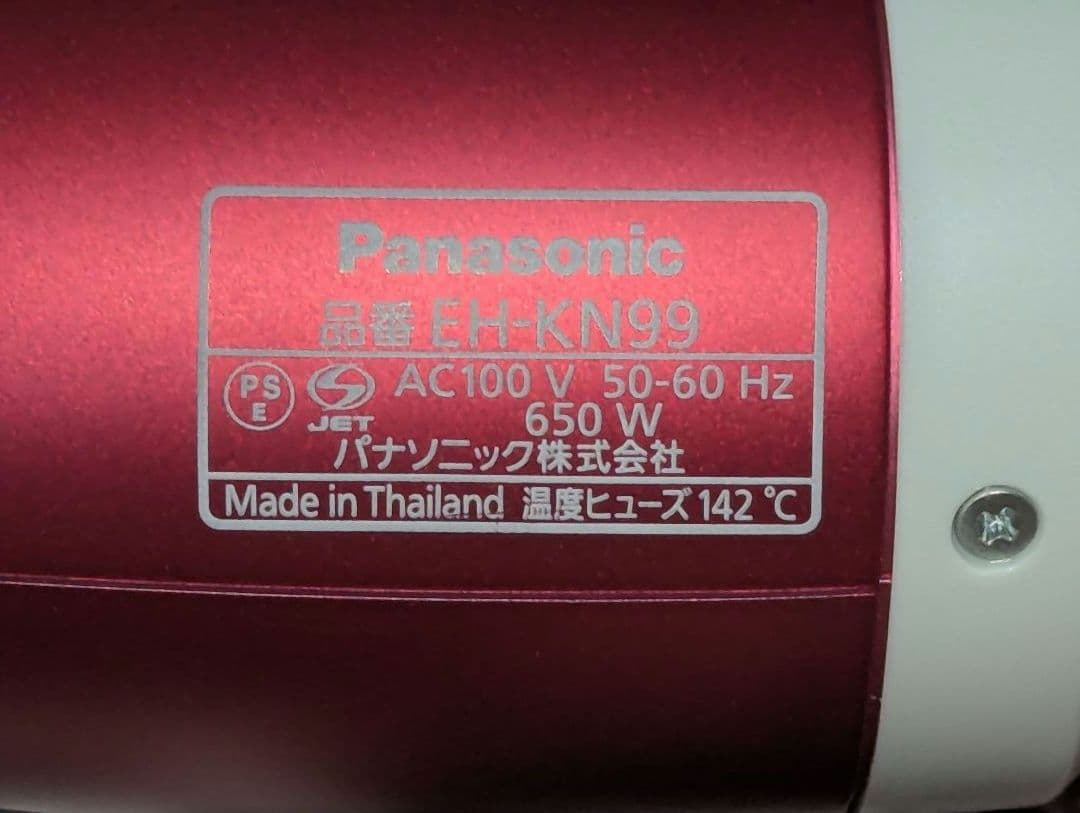 Panasonic
品番 EH-KN99
PS E JET AC100 V 50-60 Hz
650 W
パナソニック株式会社
Made in Thailand 温度ヒューズ 142 ℃